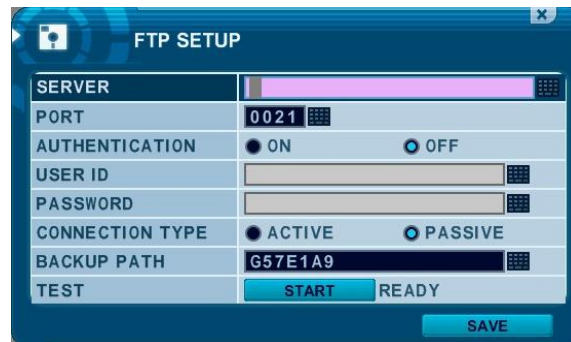 FTP SETUP
SERVER
PORT 0021
AUTHENTICATION ON OFF
USER ID
PASSWORD
CONNECTION TYPE ACTIVE PASSIVE
BACKUP PATH G57E1A9
TEST START READY
SAVE